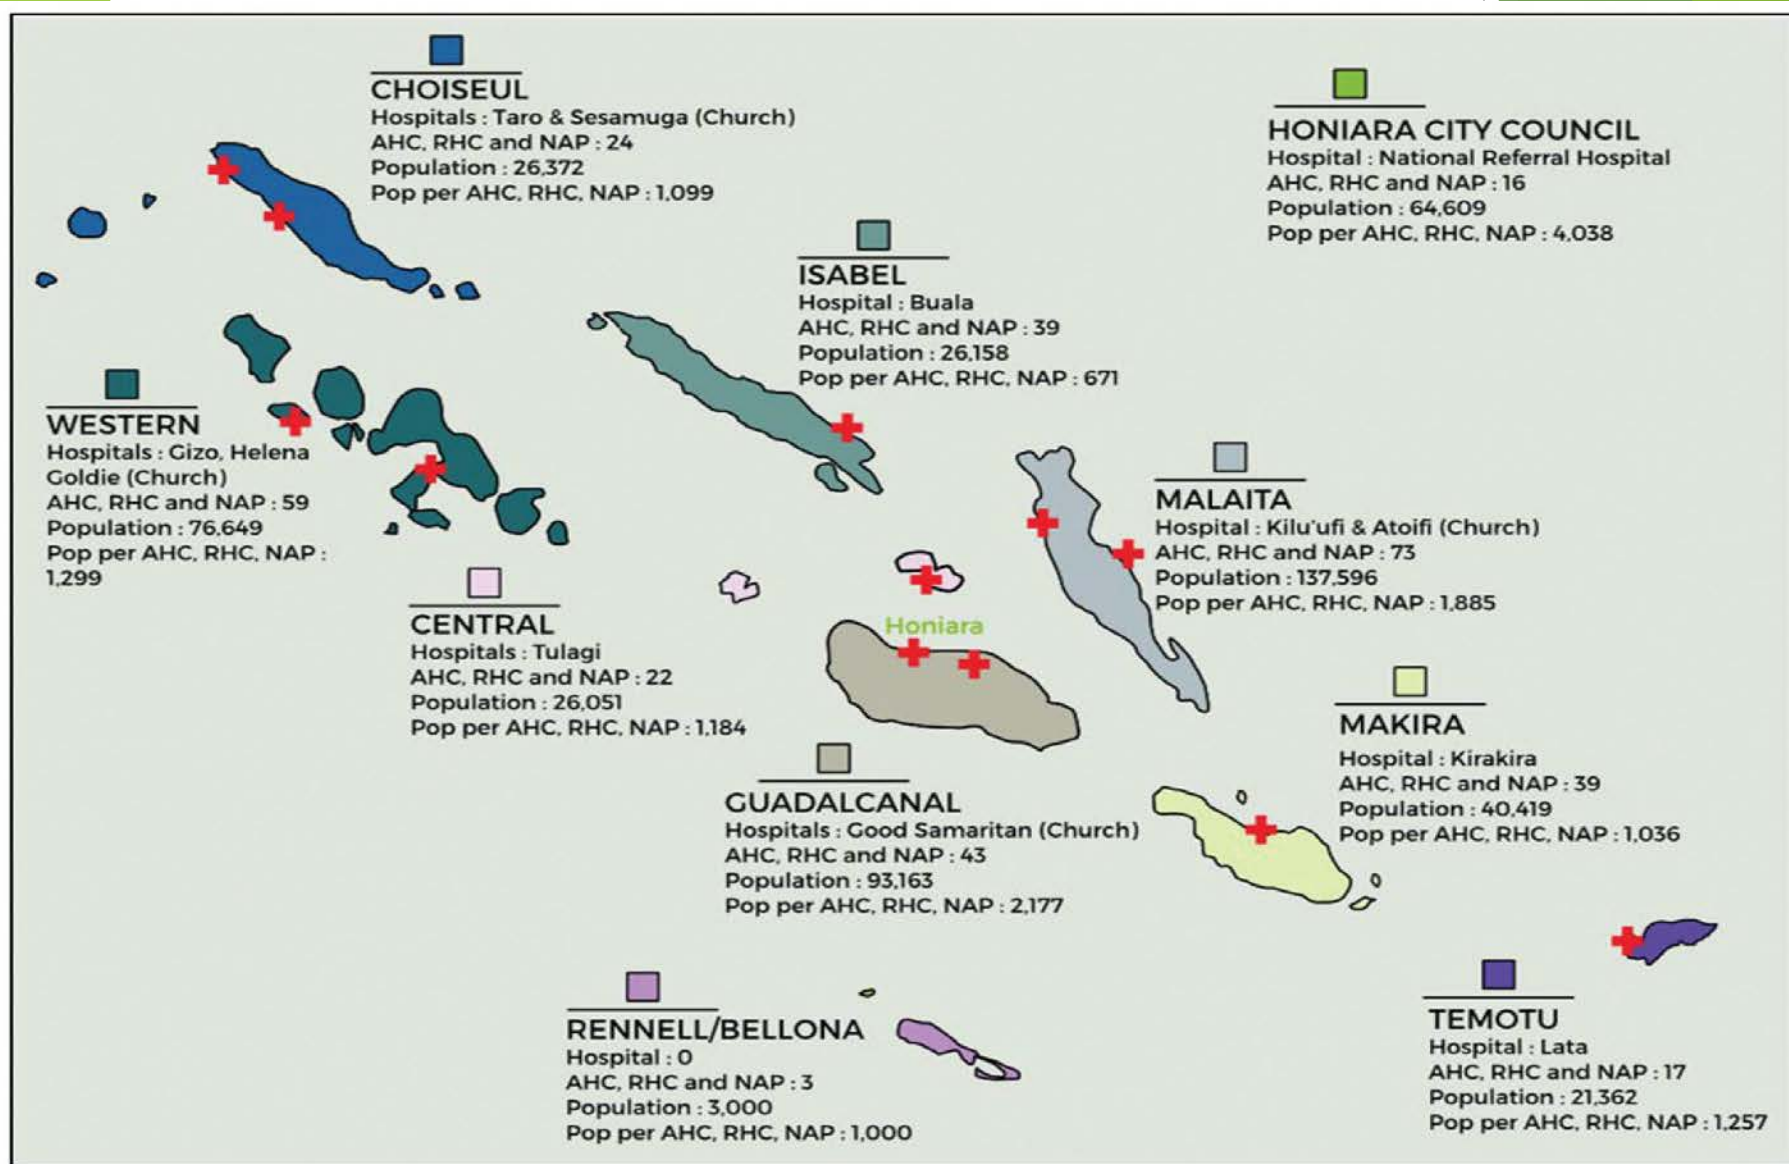 CHOISEUL
Hospitals : Taro & Sesamuga (Church)
AHC, RHC and NAP : 24
Population : 26,372
Pop per AHC, RHC, NAP : 1,099
HONIARA CITY COUNCIL
Hospital : National Referral Hospital
AHC, RHC and NAP : 16
Population : 64,609
Pop per AHC, RHC, NAP : 4,038
ISABEL
Hospital : Buala
AHC, RHC and NAP : 39
Population : 26,158
Pop per AHC, RHC, NAP : 671
WESTERN
Hospitals : Gizo, Helena
Goldie (Church)
AHC, RHC and NAP : 59
Population : 76,649
Pop per AHC, RHC, NAP :
1,299
MALAITA
Hospital : Kilu'ufi & Atoifi (Church)
AHC, RHC and NAP : 73
Population : 137,596
Pop per AHC, RHC, NAP : 1,885
CENTRAL
Hospitals : Tulagi
AHC, RHC and NAP : 22
Population : 26,051
Pop per AHC, RHC, NAP : 1,184
Honiara
MAKIRA
Hospital : Kirakira
AHC, RHC and NAP : 39
Population : 40,419
Pop per AHC, RHC, NAP : 1,036
GUADALCANAL
Hospitals : Good Samaritan (Church)
AHC, RHC and NAP : 43
Population : 93,163
Pop per AHC, RHC, NAP : 2,177
RENNELL/BELLONA
Hospital : 0
AHC, RHC and NAP : 3
Population : 3,000
Pop per AHC, RHC, NAP : 1,000
TEMOTU
Hospital : Lata
AHC, RHC and NAP : 17
Population : 21,362
Pop per AHC, RHC, NAP : 1,257